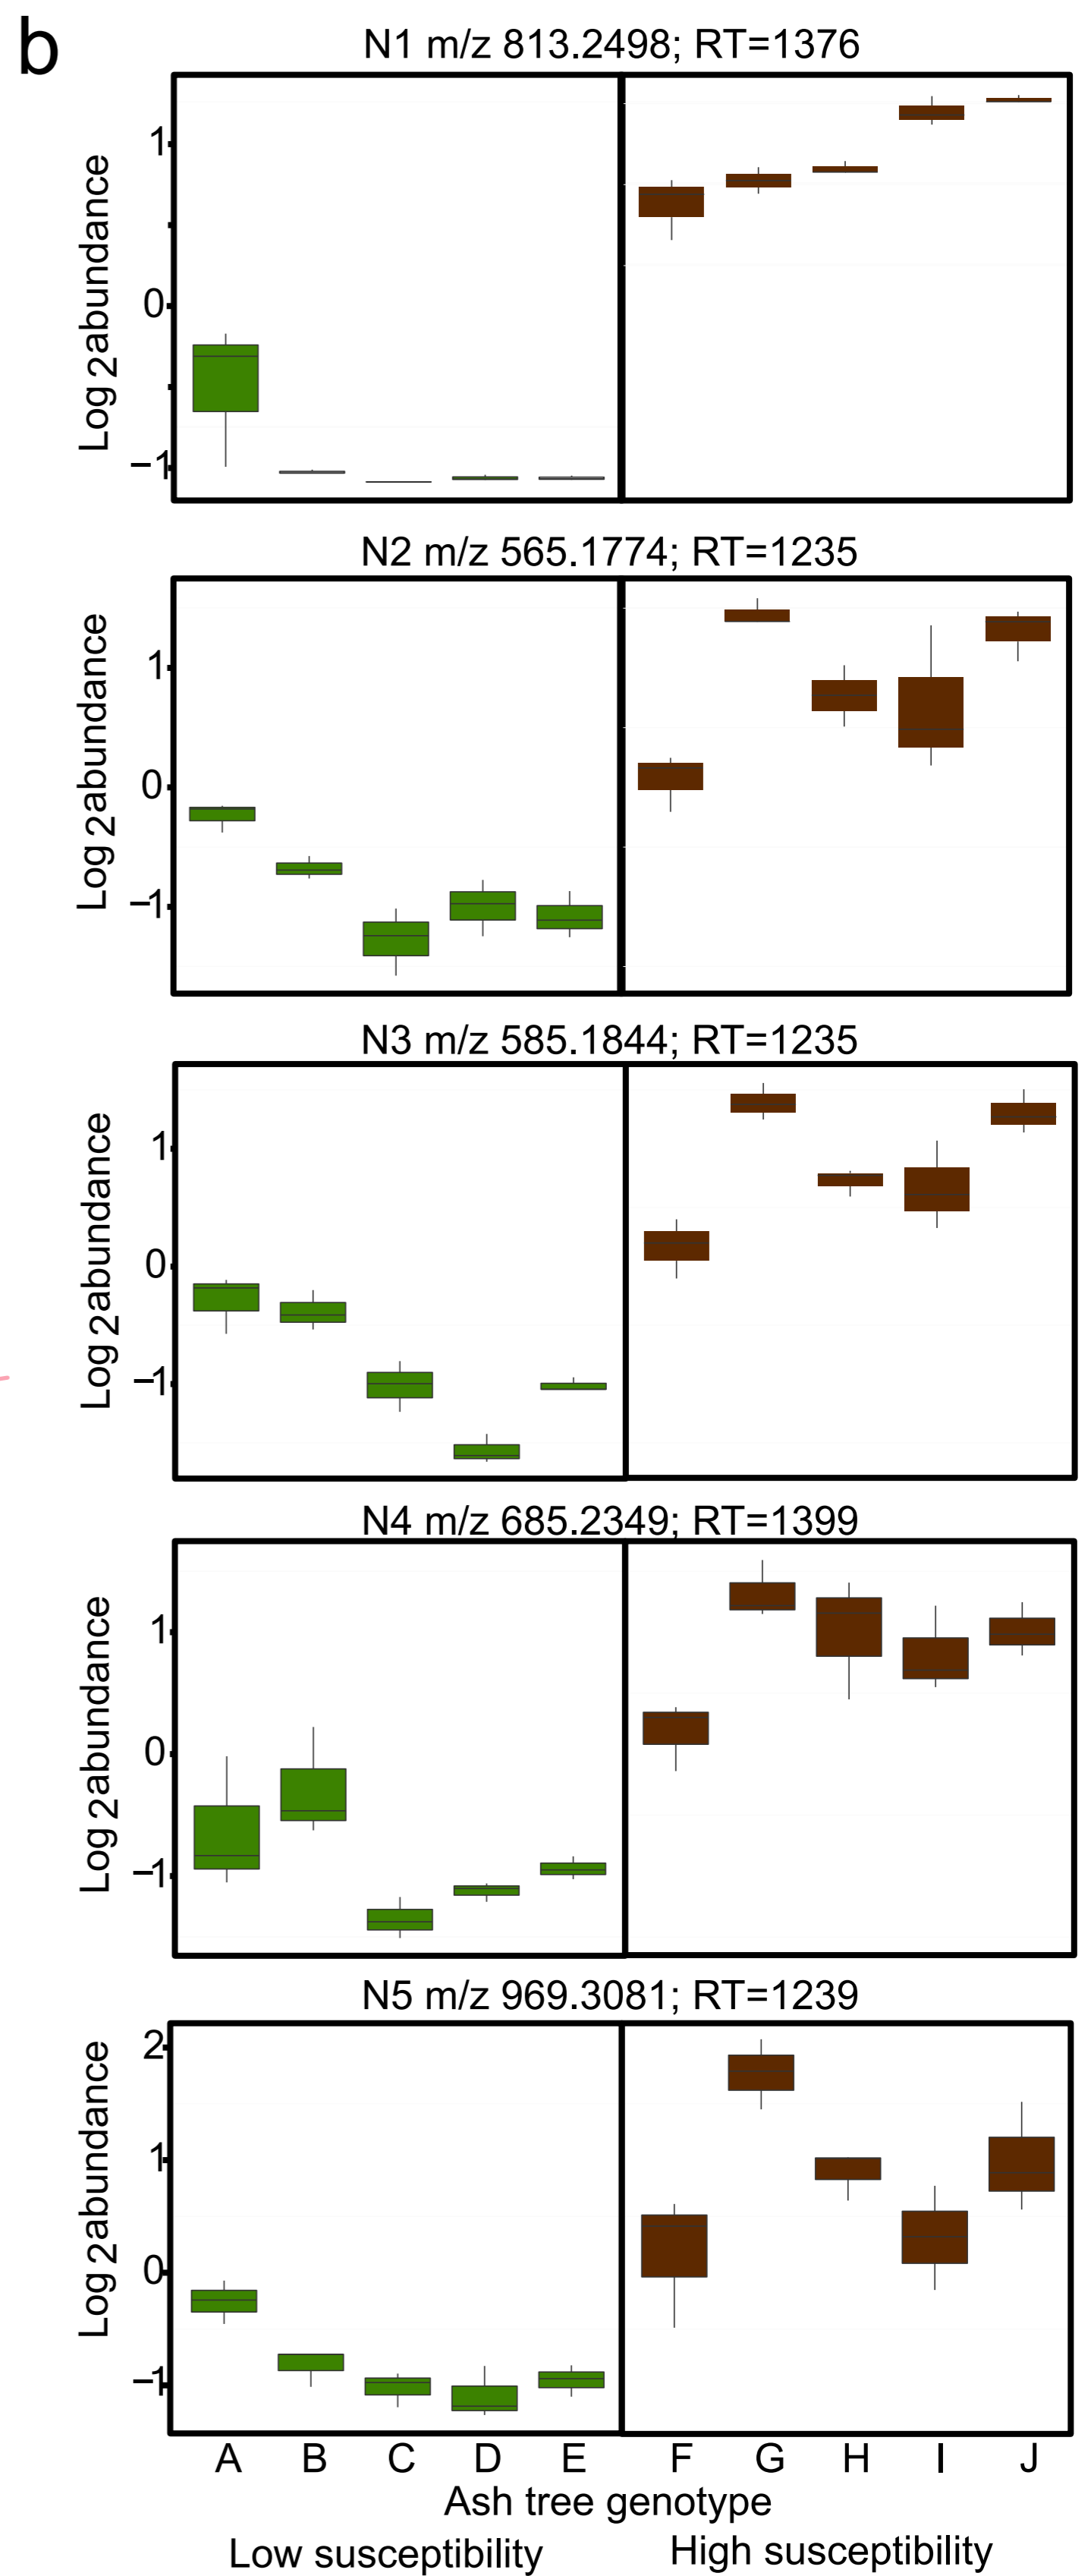 b
N1 m/z 813.2498; RT=1376
Log 2abundance
1
0
−1
N2 m/z 565.1774; RT=1235
Log 2abundance
1
0
−1
N3 m/z 585.1844; RT=1235
Log 2abundance
1
0
−1
N4 m/z 685.2349; RT=1399
Log 2abundance
1
0
−1
N5 m/z 969.3081; RT=1239
Log 2abundance
2
1
0
−1
A B C D E F G H I J
Ash tree genotype
Low susceptibility High susceptibility